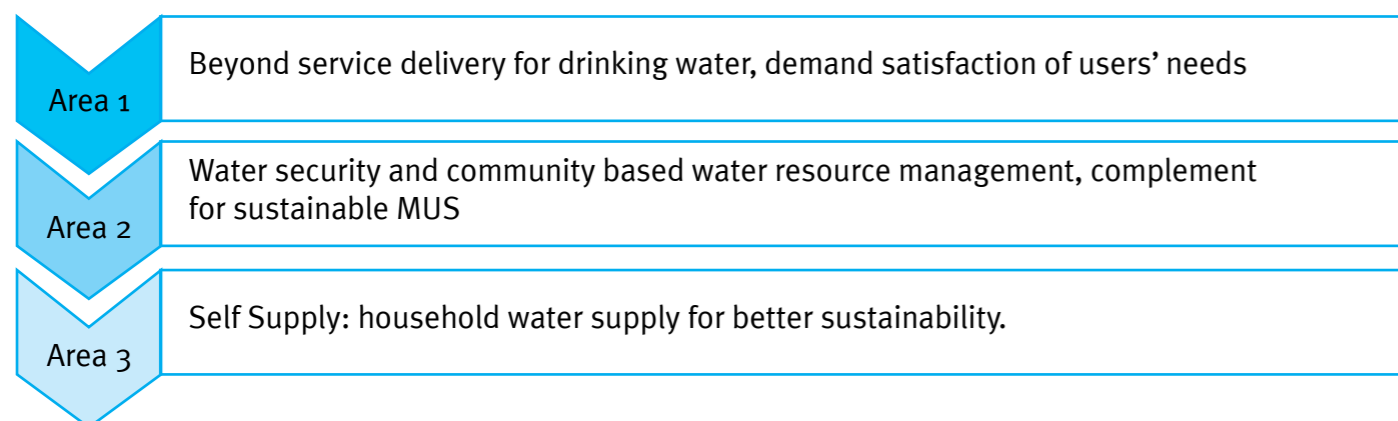 Area 1
Beyond service delivery for drinking water, demand satisfaction of users’ needs
Area 2
Water security and community based water resource management, complement
for sustainable MUS
Area 3
Self Supply: household water supply for better sustainability.